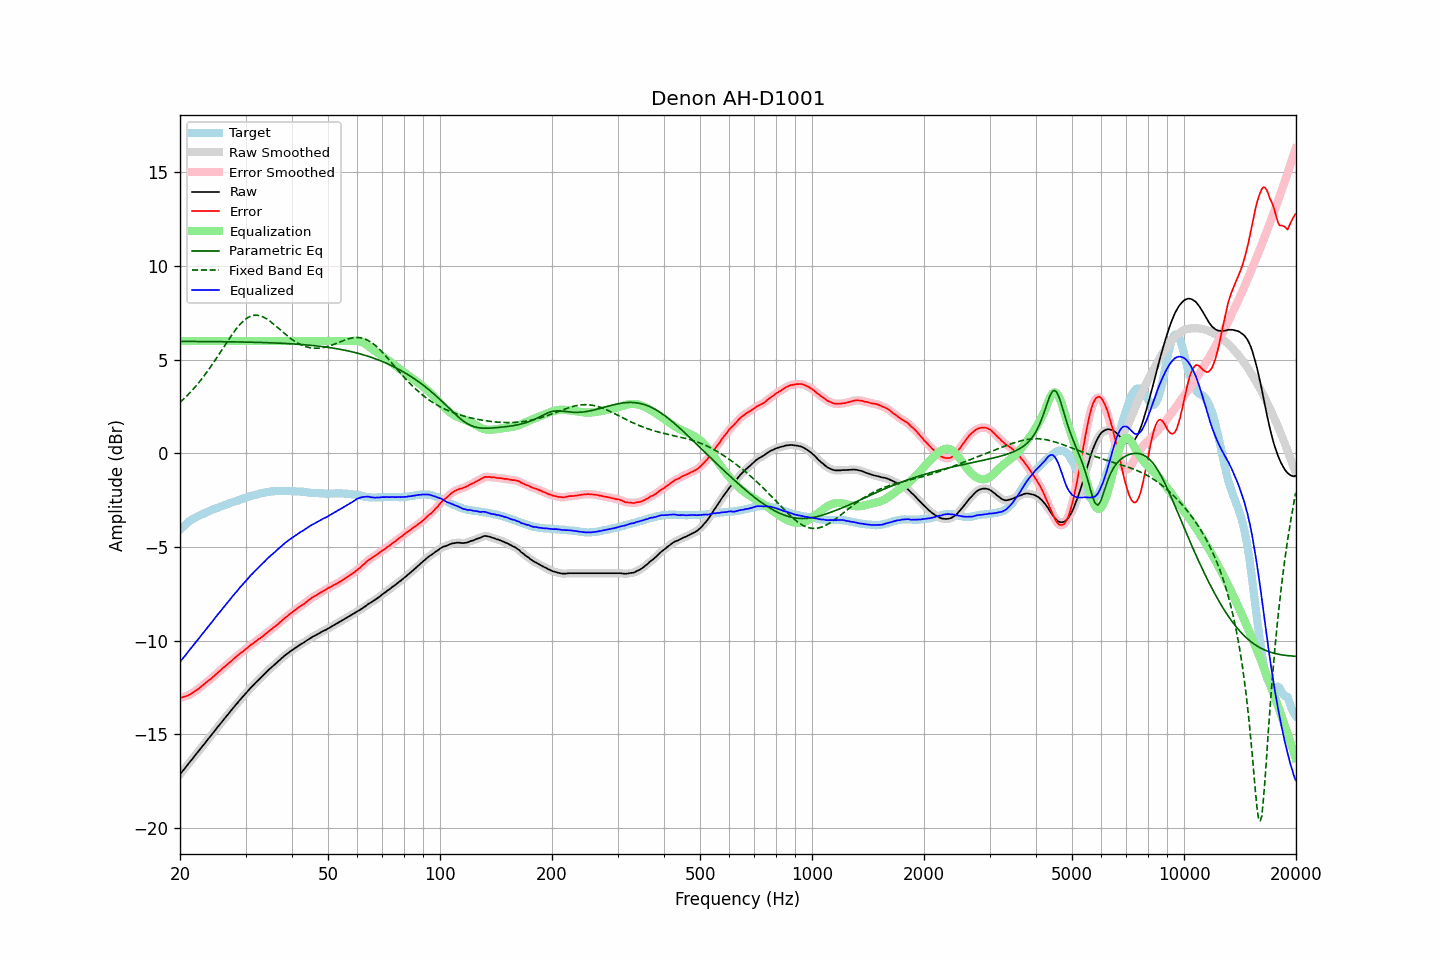 Denon AH-D1001
Target
Raw Smoothed
Error Smoothed
Raw
Error
Equalization
Parametric Eq
Fixed Band Eq
Equalized
15
10
5
0
−5
−10
−15
−20
Amplitude (dBr)
20 50 100 200 500 1000 2000 5000 10000 20000
Frequency (Hz)